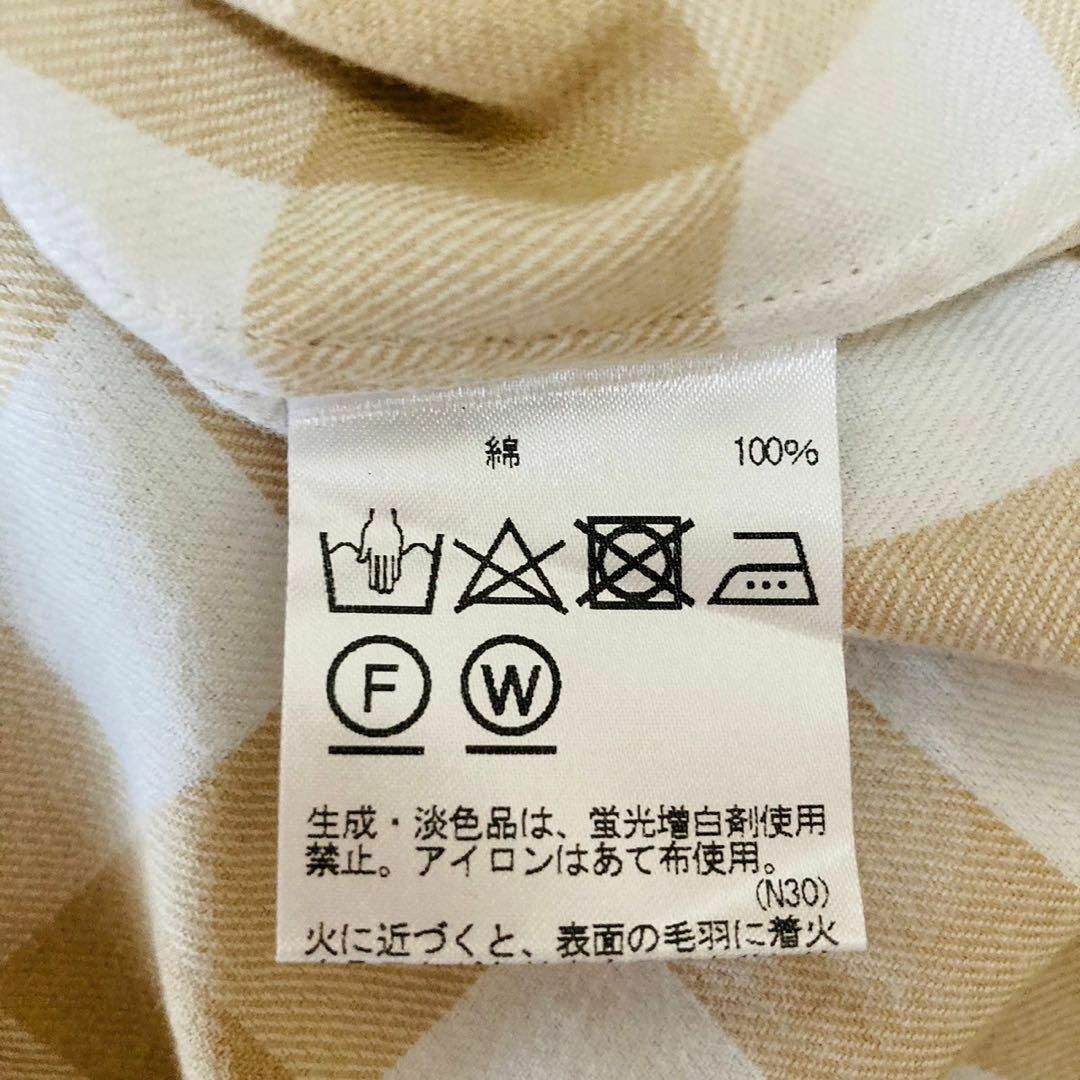 綿 100%
F W
生成・淡色品は、蛍光増白剤使用
禁止。アイロンはあて布使用。
(N30)
火に近づくと、表面の毛羽に着火